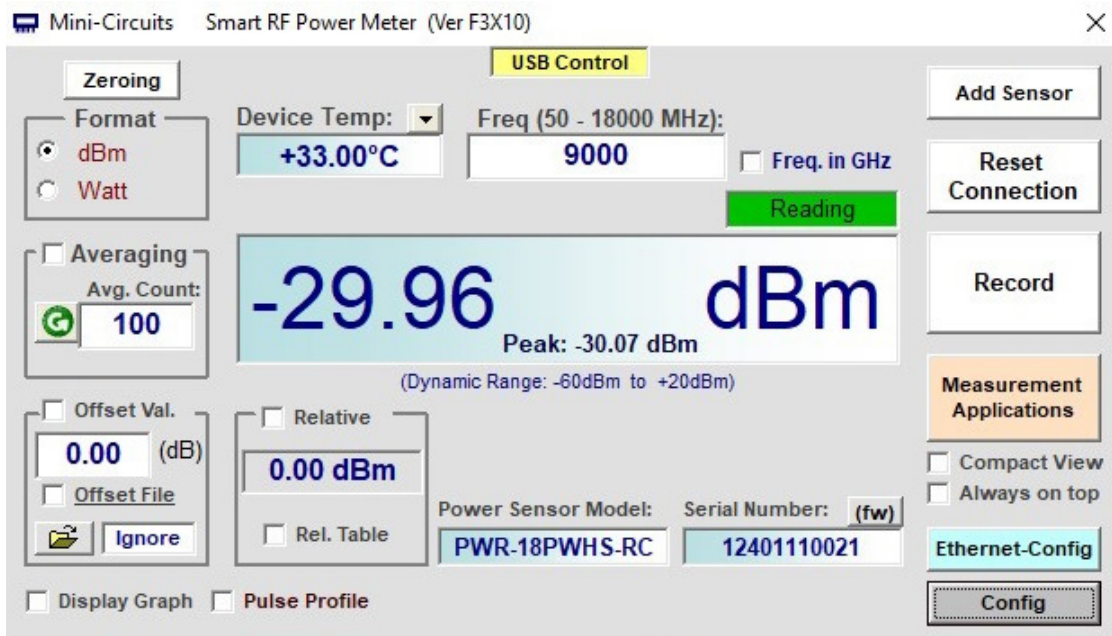 Mini-Circuits Smart RF Power Meter (Ver F3X10)
USB Control
Zeroing
Format
dBm
Watt
Device Temp:
+33.00°C
Freq (50 - 18000 MHz):
9000
Freq. in GHz
Reading
Averaging
Avg. Count:
100
-29.96 dBm
Peak: -30.07 dBm
(Dynamic Range: -60dBm to +20dBm)
Offset Val.
0.00 (dB)
Offset File
Ignore
Relative
0.00 dBm
Rel. Table
Power Sensor Model:
PWR-18PWHS-RC
Serial Number: (fw)
12401110021
Display Graph
Pulse Profile
Add Sensor
Reset
Connection
Record
Measurement
Applications
Compact View
Always on top
Ethernet-Config
Config